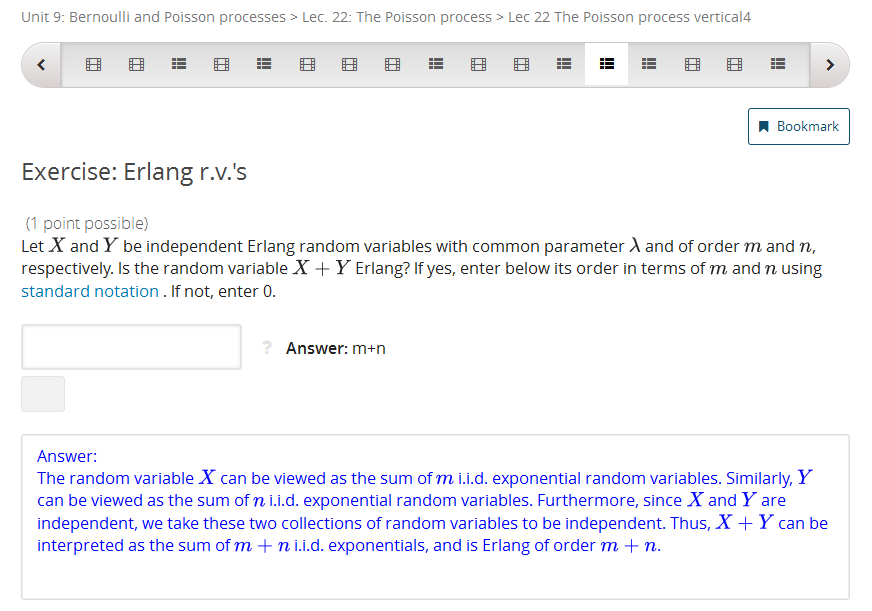 Unit 9: Bernoulli and Poisson processes > Lec. 22: The Poisson process > Lec 22 The Poisson process vertical4
Bookmark
Exercise: Erlang r.v.'s
(1 point possible)
Let X and Y be independent Erlang random variables with common parameter λ and of order m and n,
respectively. Is the random variable X + Y Erlang? If yes, enter below its order in terms of m and n using
standard notation . If not, enter 0.
? Answer: m+n
Answer:
The random variable X can be viewed as the sum of m i.i.d. exponential random variables. Similarly, Y
can be viewed as the sum of n i.i.d. exponential random variables. Furthermore, since X and Y are
independent, we take these two collections of random variables to be independent. Thus, X + Y can be
interpreted as the sum of m + n i.i.d. exponentials, and is Erlang of order m + n.